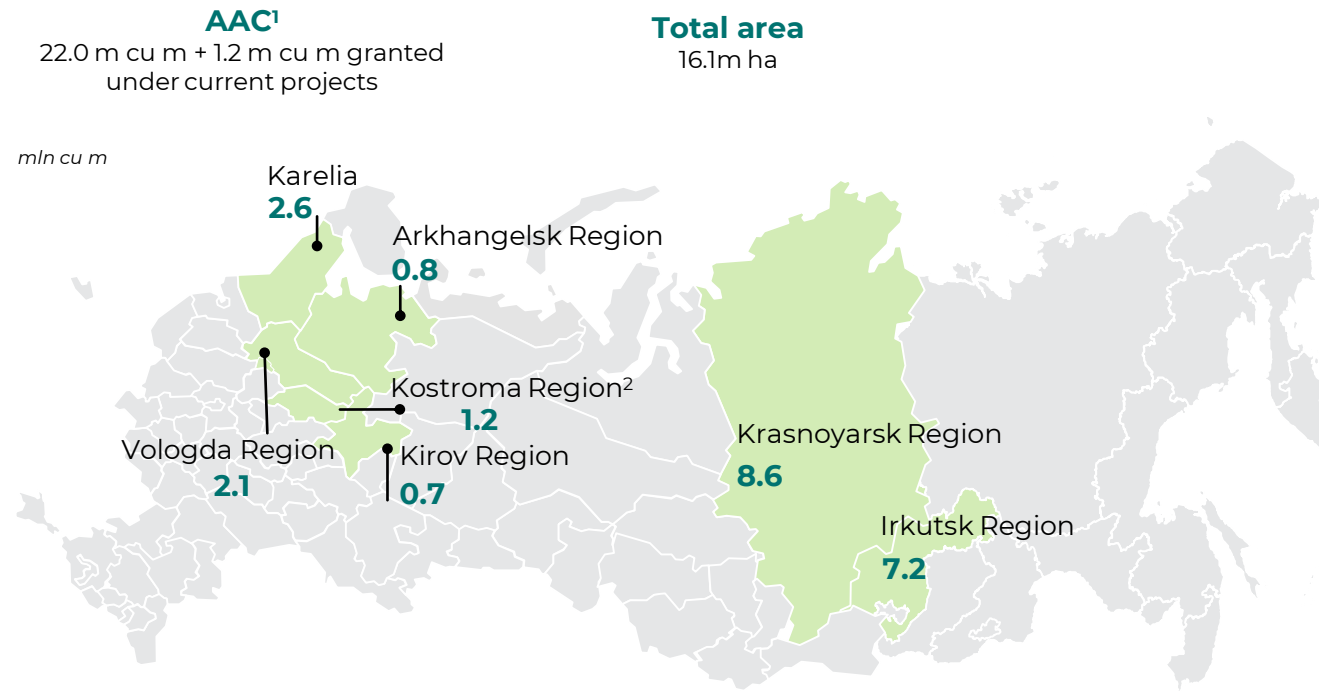 AAC¹
22.0 m cu m + 1.2 m cu m granted
under current projects
Total area
16.1m ha
mln cu m
Karelia
2.6
Arkhangelsk Region
0.8
Kostroma Region²
1.2
Vologda Region
2.1
Kirov Region
0.7
Krasnoyarsk Region
8.6
Irkutsk Region
7.2